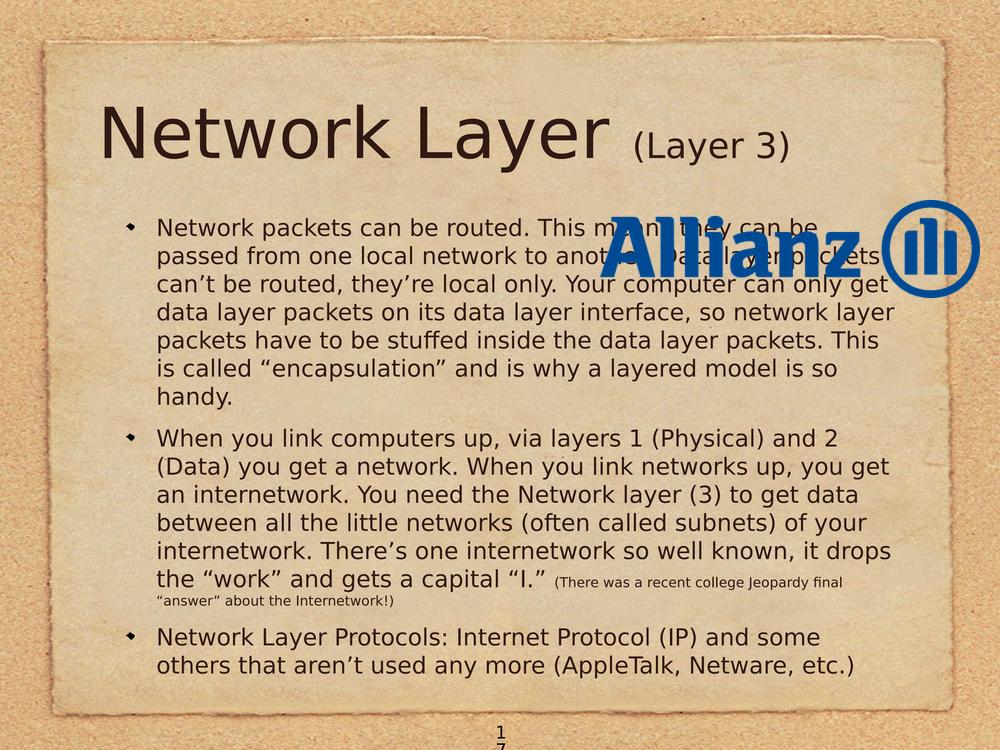 Network Layer (Layer 3)
Network packets can be routed. This means they can be
passed from one local network to another. Data layer packets
can’t be routed, they’re local only. Your computer can only get
data layer packets on its data layer interface, so network layer
packets have to be stuffed inside the data layer packets. This
is called “encapsulation” and is why a layered model is so
handy.
When you link computers up, via layers 1 (Physical) and 2
(Data) you get a network. When you link networks up, you get
an internetwork. You need the Network layer (3) to get data
between all the little networks (often called subnets) of your
internetwork. There’s one internetwork so well known, it drops
the “work” and gets a capital “I.” (There was a recent college Jeopardy final
“answer” about the Internetwork!)
Network Layer Protocols: Internet Protocol (IP) and some
others that aren’t used any more (AppleTalk, Netware, etc.)
Allianz
17